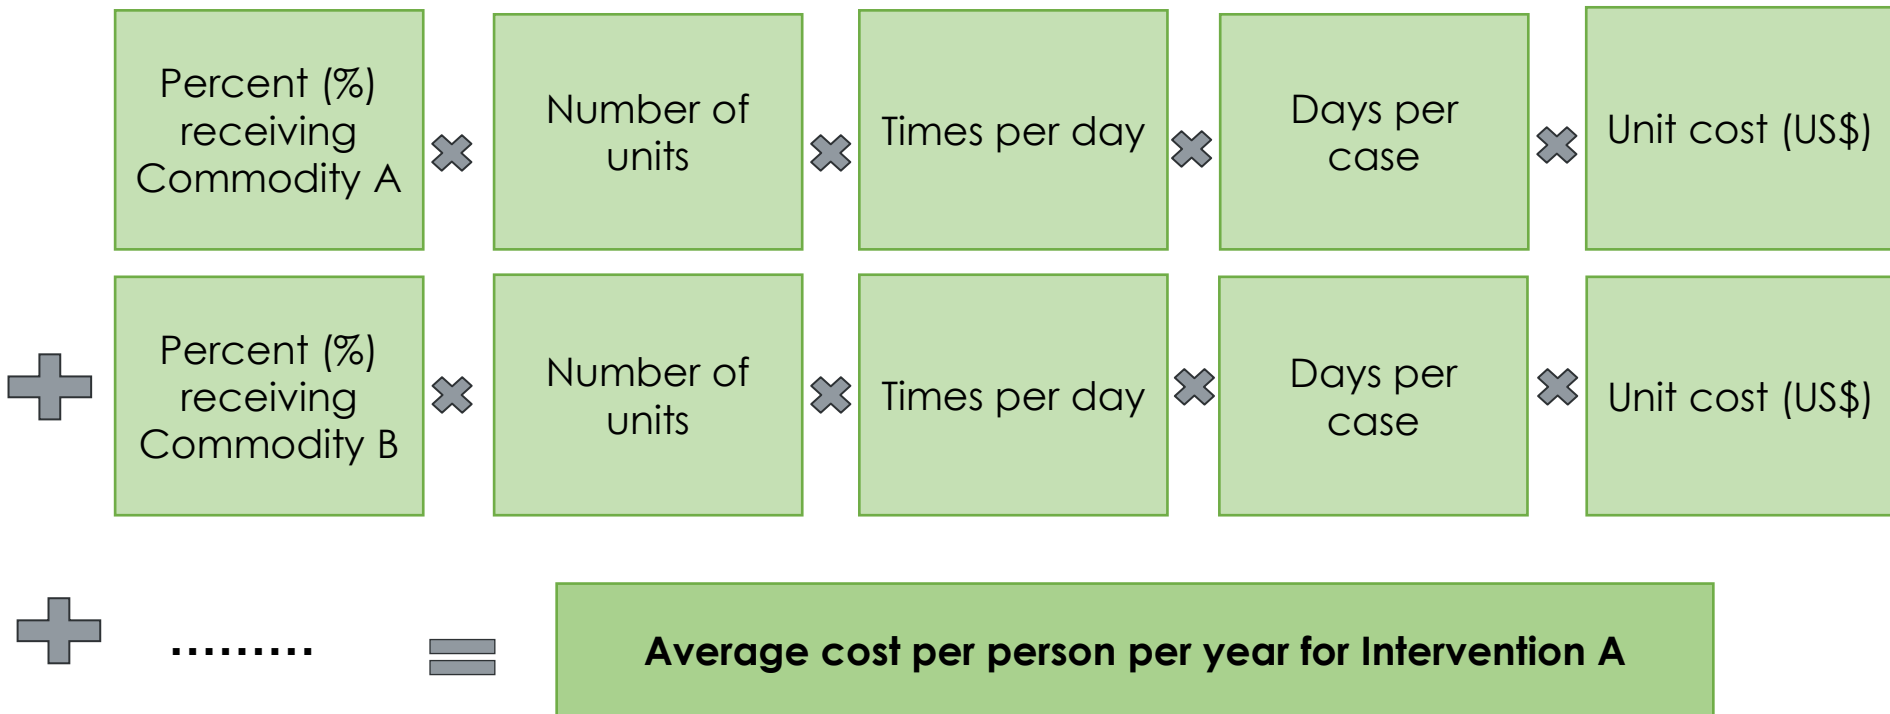 Percent (%)
receiving
Commodity A
Number of
units
Times per day
Days per
case
Unit cost (US$)
Percent (%)
receiving
Commodity B
Number of
units
Times per day
Days per
case
Unit cost (US$)
.........
Average cost per person per year for Intervention A